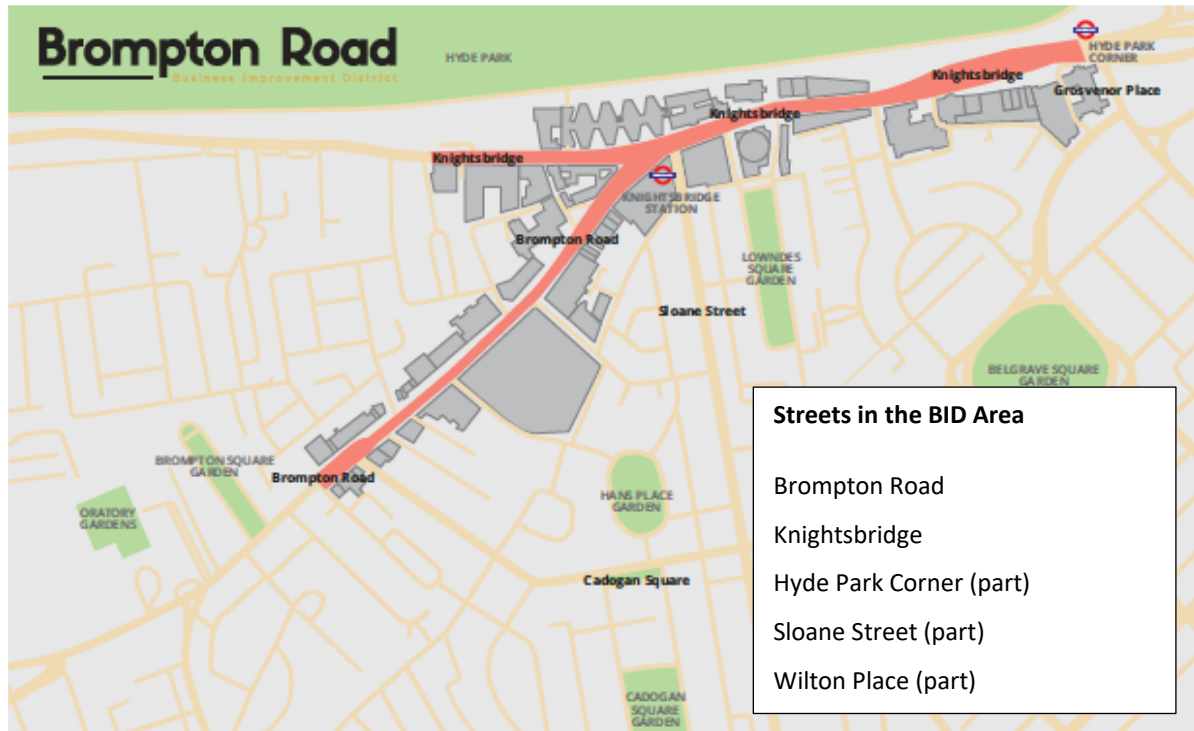 Brompton Road
Business Improvement District
HYDE PARK
HYDE PARK
CORNER
Knightsbridge
Grosvenor Place
Knightsbridge
Knightsbridge
KNIGHTSBRIDGE
STATION
Brompton Road
LOWNDES
SQUARE
GARDEN
Sloane Street
BELGRAVE SQUARE
GARDEN
BROMPTON SQUARE
GARDEN
Brompton Road
ORATORY
GARDENS
HANS PLACE
GARDEN
Cadogan Square
CADOGAN
SQUARE
GARDEN
Streets in the BID Area
Brompton Road
Knightsbridge
Hyde Park Corner (part)
Sloane Street (part)
Wilton Place (part)